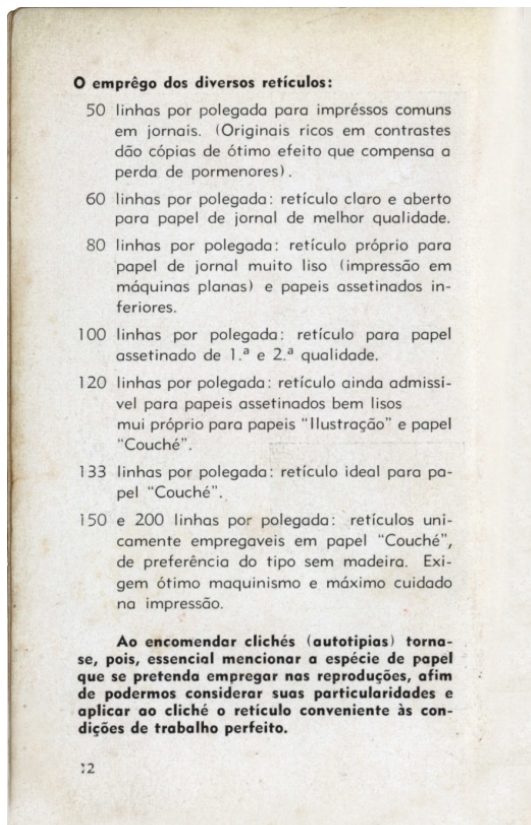 O emprêgo dos diversos retículos:
50 linhas por polegada para impréssos comuns
em jornais. (Originais ricos em contrastes
dão cópias de ótimo efeito que compensa a
perda de pormenores).
60 linhas por polegada: retículo claro e aberto
para papel de jornal de melhor qualidade.
80 linhas por polegada: retículo próprio para
papel de jornal muito liso (impressão em
máquinas planas) e papeis assetinados in-
feriores.
100 linhas por polegada: retículo para papel
assetinado de 1.ª e 2.ª qualidade.
120 linhas por polegada: retículo ainda admissi-
vel para papeis assetinados bem lisos
mui próprio para papeis "Ilustração" e papel
"Couché".
133 linhas por polegada: retículo ideal para pa-
pel "Couché".
150 e 200 linhas por polegada: retículos uni-
camente empregaveis em papel "Couché",
de preferência do tipo sem madeira. Exi-
gem ótimo maquinismo e máximo cuidado
na impressão.
Ao encomendar clichés (autotipias) torna-
se, pois, essencial mencionar a espécie de papel
que se pretenda empregar nas reproduções, afim
de podermos considerar suas particularidades e
aplicar ao cliché o retículo conveniente às con-
dições de trabalho perfeito.